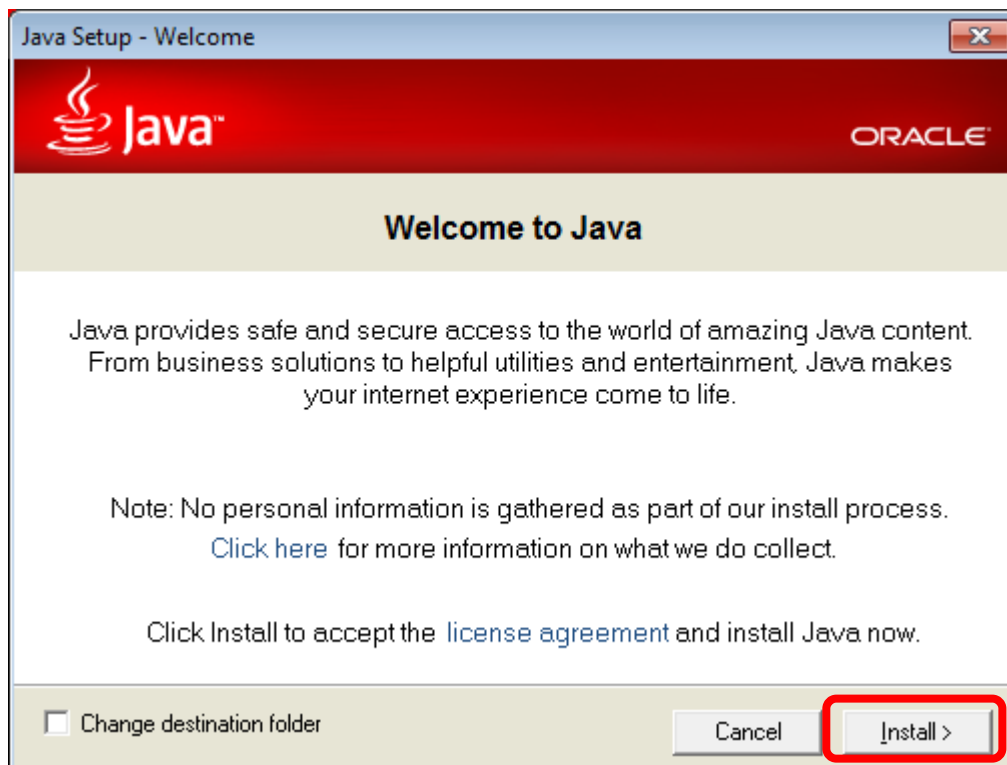 Java Setup - Welcome
Java™
ORACLE
Welcome to Java
Java provides safe and secure access to the world of amazing Java content.
From business solutions to helpful utilities and entertainment, Java makes
your internet experience come to life.
Note: No personal information is gathered as part of our install process.
Click here for more information on what we do collect.
Click Install to accept the license agreement and install Java now.
Change destination folder
Cancel
Install >